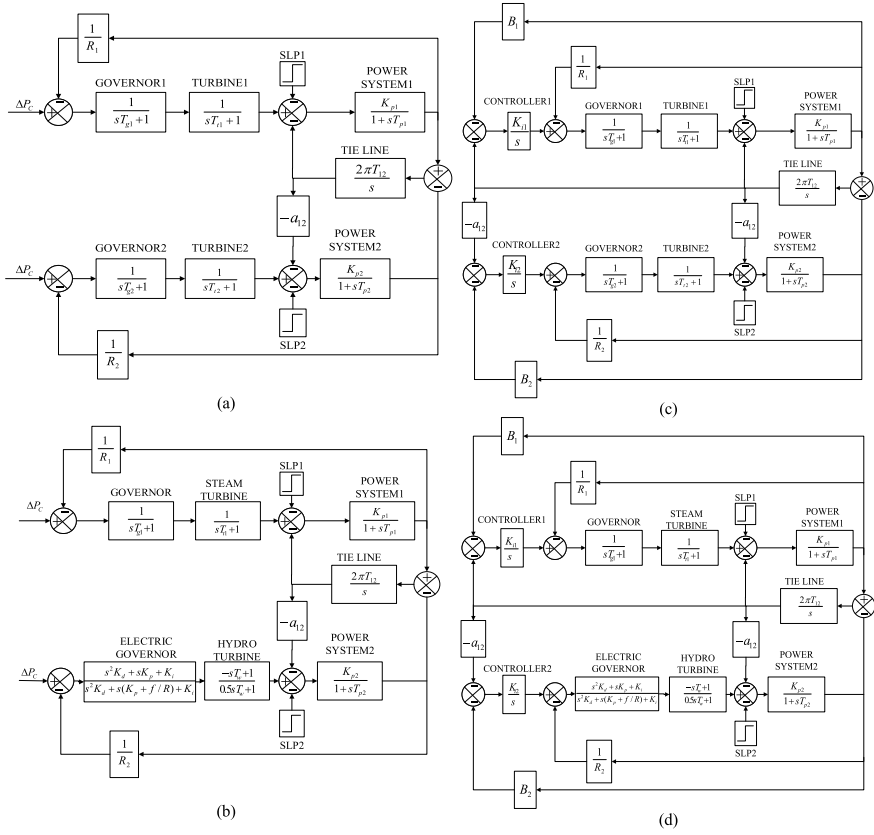 1
R1
SLP1
GOVERNOR1
TURBINE1
POWER
SYSTEM1
ΔPC
1
sTg1+1
1
sTt1+1
Kp1
1+sTp1
TIE LINE
2πT12
s
−a12
GOVERNOR2
TURBINE2
POWER
SYSTEM2
ΔPC
1
sTg2+1
1
sTt2+1
Kp2
1+sTp2
SLP2
1
R2
(a)
1
R1
SLP1
GOVERNOR
STEAM
TURBINE
POWER
SYSTEM1
ΔPC
1
sTg1+1
1
sTt1+1
Kp1
1+sTp1
TIE LINE
2πT12
s
−a12
ELECTRIC
GOVERNOR
HYDRO
TURBINE
POWER
SYSTEM2
ΔPC
s²Kd+sKp+Ki
s²Kd+s(Kp+f/R)+Ki
−sTw+1
0.5sTw+1
Kp2
1+sTp2
SLP2
1
R2
(b)
B1
1
R1
SLP1
CONTROLLER1
GOVERNOR1
TURBINE1
POWER
SYSTEM1
Ki1
s
1
sTg1+1
1
sTt1+1
Kp1
1+sTp1
TIE LINE
2πT12
s
−a12
−a12
CONTROLLER2
GOVERNOR2
TURBINE2
POWER
SYSTEM2
Ki2
s
1
sTg2+1
1
sTt2+1
Kp2
1+sTp2
SLP2
1
R2
B2
(c)
B1
1
R1
SLP1
CONTROLLER1
GOVERNOR
STEAM
TURBINE
POWER
SYSTEM1
Ki1
s
1
sTg1+1
1
sTt1+1
Kp1
1+sTp1
TIE LINE
2πT12
s
−a12
−a12
CONTROLLER2
ELECTRIC
GOVERNOR
HYDRO
TURBINE
POWER
SYSTEM2
Ki2
s
s²Kd+sKp+Ki
s²Kd+s(Kp+f/R)+Ki
−sTw+1
0.5sTw+1
Kp2
1+sTp2
SLP2
1
R2
B2
(d)